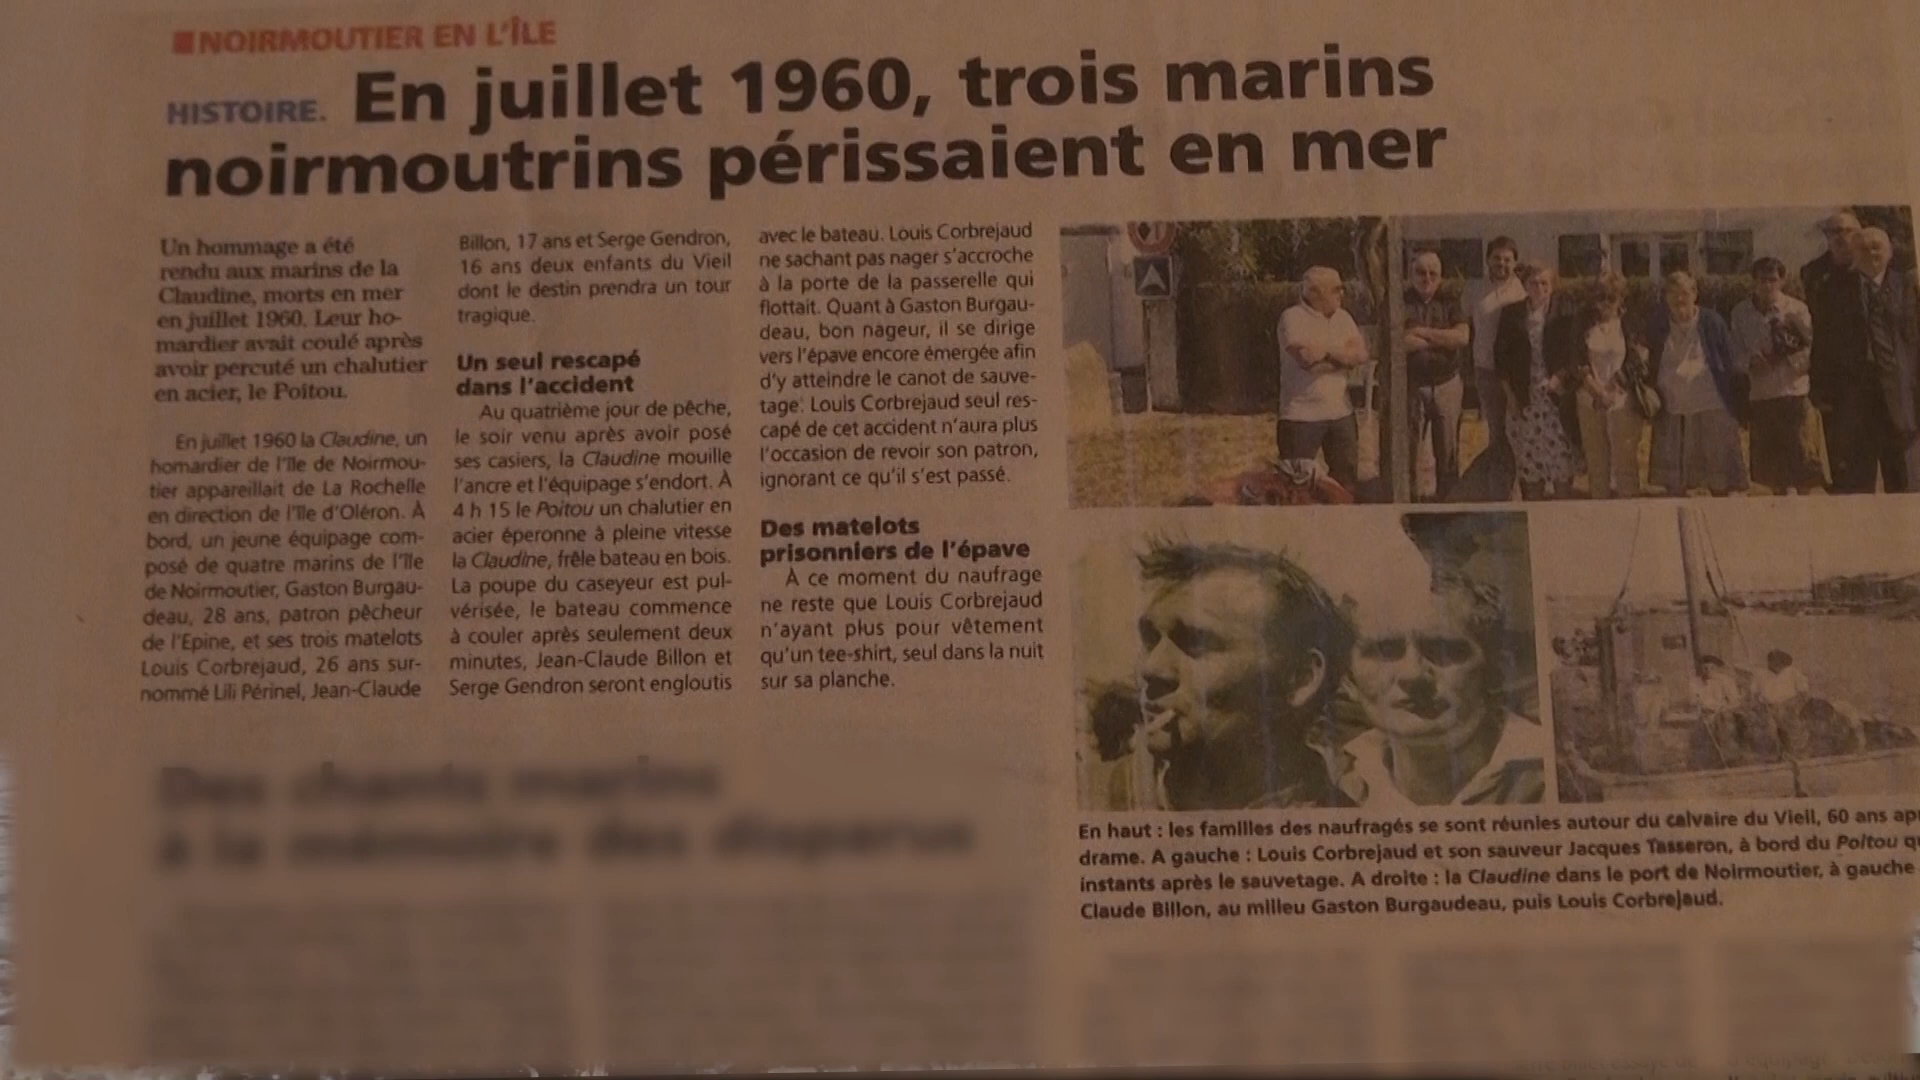 NOIRMOUTIER EN L'ÎLE
HISTOIRE. En juillet 1960, trois marins
noirmoutrins périssaient en mer
Un hommage a été
rendu aux marins de la
Claudine, morts en mer
en juillet 1960. Leur ho-
mardier avait coulé après
avoir percuté un chalutier
en acier, le Poitou.
En juillet 1960 la Claudine, un
homardier de l'île de Noirmou-
tier appareillait de La Rochelle
en direction de l'île d'Oléron. À
bord, un jeune équipage com-
posé de quatre marins de l'île
de Noirmoutier, Gaston Burgau-
deau, 28 ans, patron pêcheur
de l'Epine, et ses trois matelots
Louis Corbrejaud, 26 ans sur-
nommé Lili Périnel, Jean-Claude
Billon, 17 ans et Serge Gendron,
16 ans deux enfants du Vieil
dont le destin prendra un tour
tragique.
Un seul rescapé
dans l'accident
Au quatrième jour de pêche,
le soir venu après avoir posé
ses casiers, la Claudine mouille
l'ancre et l'équipage s'endort. À
4 h 15 le Poitou un chalutier en
acier éperonne à pleine vitesse
la Claudine, frêle bateau en bois.
La poupe du caseyeur est pul-
vérisée, le bateau commence
à couler après seulement deux
minutes, Jean-Claude Billon et
Serge Gendron seront engloutis
avec le bateau. Louis Corbrejaud
ne sachant pas nager s'accroche
à la porte de la passerelle qui
flottait. Quant à Gaston Burgau-
deau, bon nageur, il se dirige
vers l'épave encore émergée afin
d'y atteindre le canot de sauve-
tage. Louis Corbrejaud seul res-
capé de cet accident n'aura plus
l'occasion de revoir son patron,
ignorant ce qu'il s'est passé.
Des matelots
prisonniers de l'épave
À ce moment du naufrage
ne reste que Louis Corbrejaud
n'ayant plus pour vêtement
qu'un tee-shirt, seul dans la nuit
sur sa planche.
Des chants marins
à la mémoire des disparus
En haut : les familles des naufragés se sont réunies autour du calvaire du Vieil, 60 ans ap
drame. A gauche : Louis Corbrejaud et son sauveur Jacques Tasseron, à bord du Poitou q
instants après le sauvetage. A droite : la Claudine dans le port de Noirmoutier, à gauche
Claude Billon, au milieu Gaston Burgaudeau, puis Louis Corbrejaud.